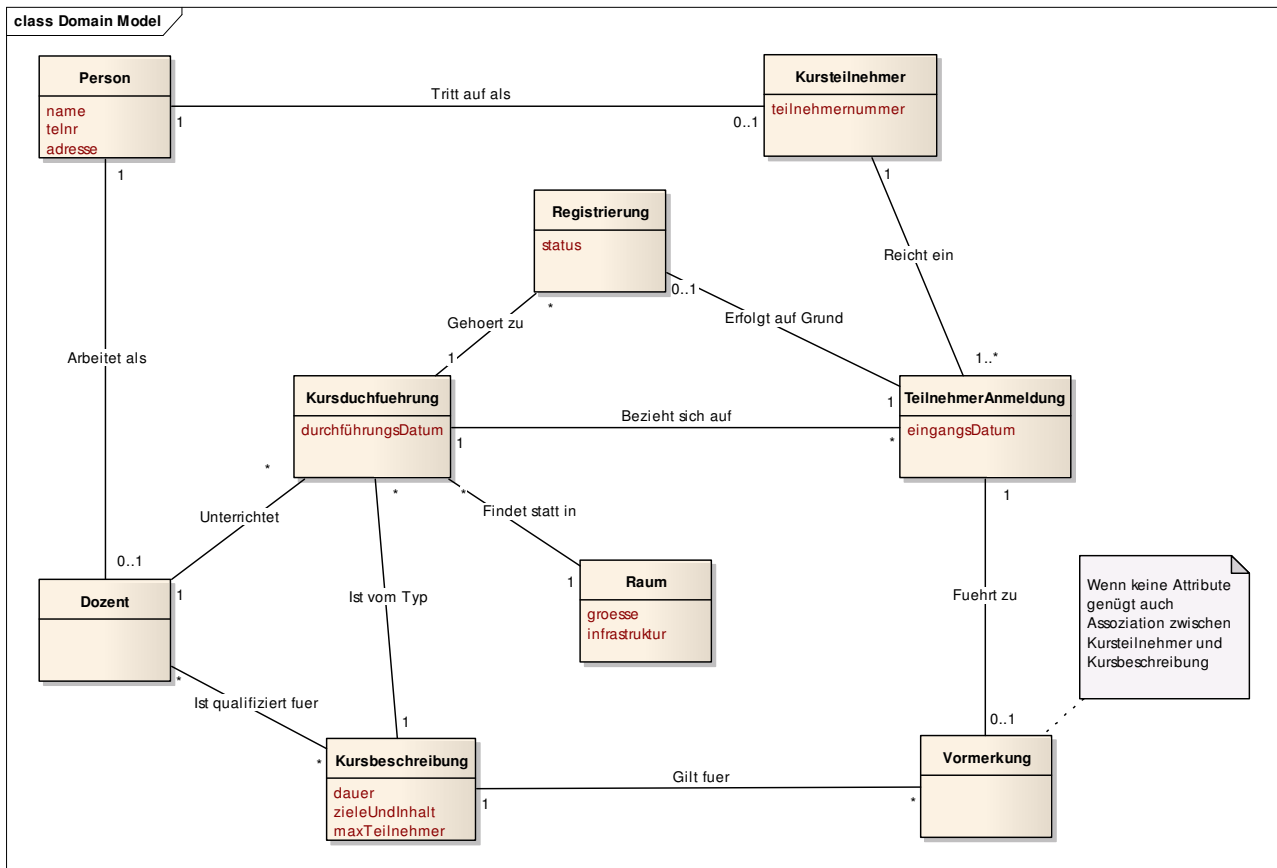 class Domain Model
Person
name
telnr
adresse
Tritt auf als
1
0..1
Kursteilnehmer
teilnehmernummer
1
1
Registrierung
status
Reicht ein
0..1
*
Erfolgt auf Grund
Gehoert zu
Arbeitet als
1
1..*
Kursduchfuehrung
durchführungsDatum
1
TeilnehmerAnmeldung
eingangsDatum
Bezieht sich auf
1
*
*
*
*
1
Findet statt in
Unterrichtet
0..1
1
Dozent
1
Raum
groesse
infrastruktur
Ist vom Typ
Fuehrt zu
Wenn keine Attribute
genügt auch
Assoziation zwischen
Kursteilnehmer und
Kursbeschreibung
*
Ist qualifiziert fuer
1
0..1
*
Kursbeschreibung
dauer
zieleUndInhalt
maxTeilnehmer
Gilt fuer
1
*
Vormerkung